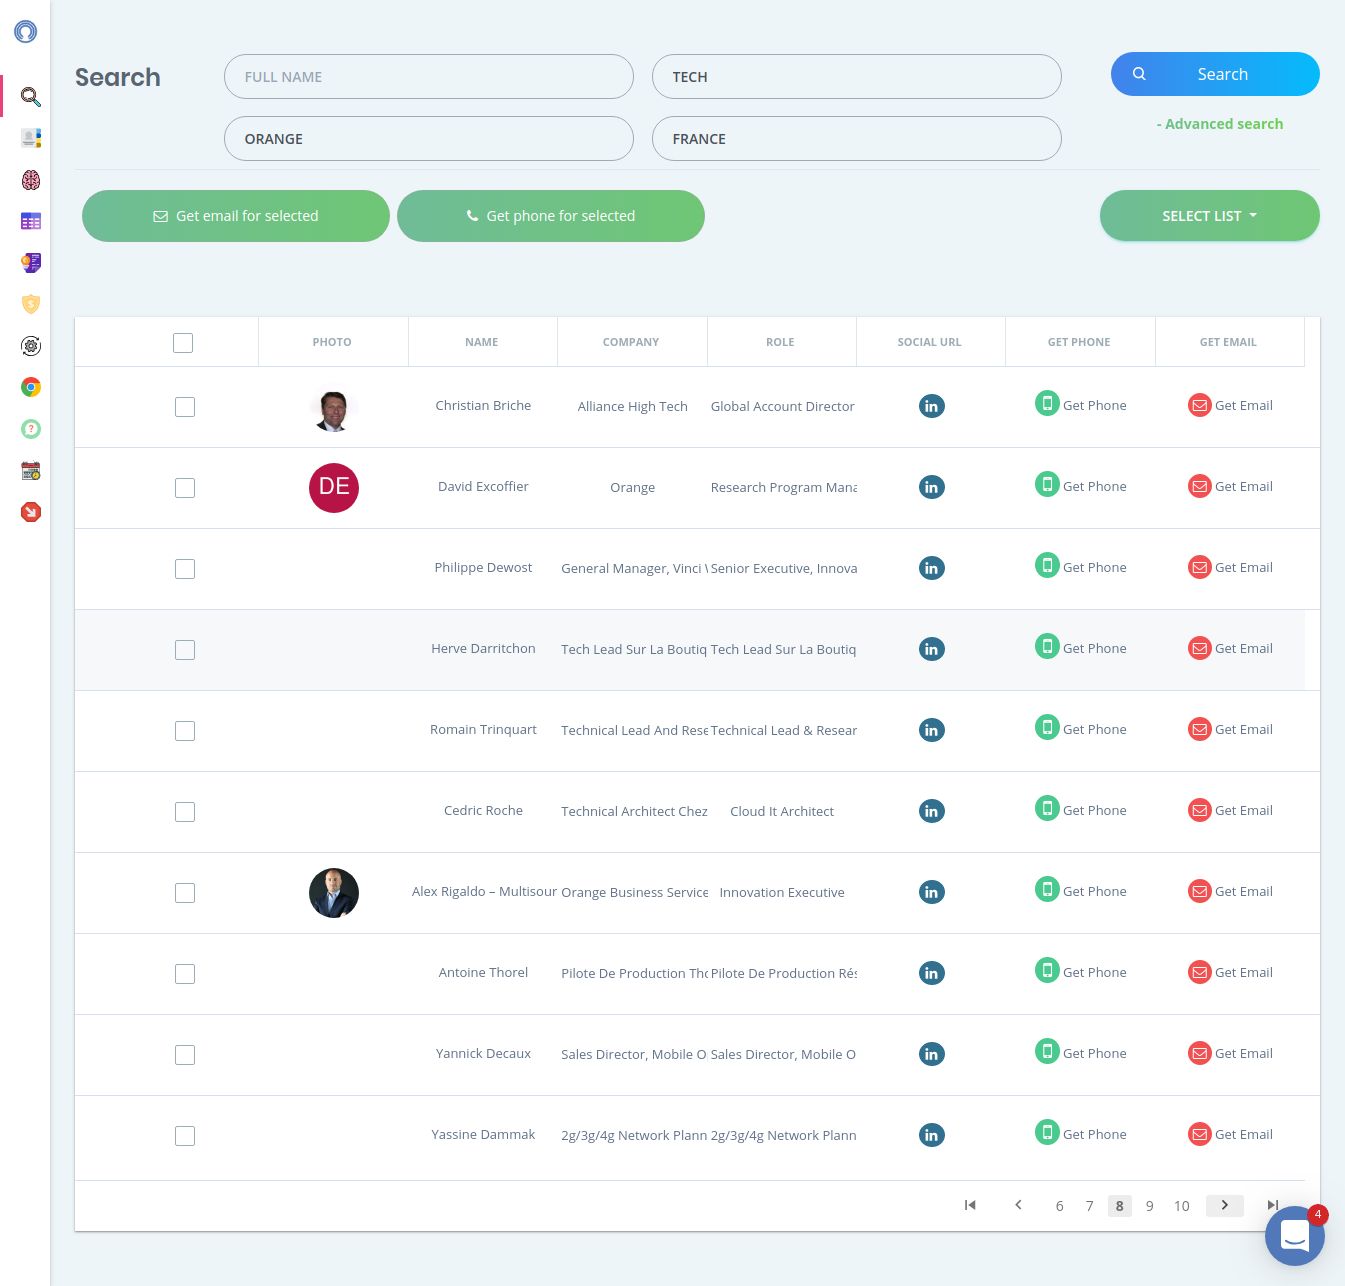 Search
FULL NAME
TECH
Search
ORANGE
FRANCE
- Advanced search
Get email for selected
Get phone for selected
SELECT LIST
PHOTO NAME COMPANY ROLE SOCIAL URL GET PHONE GET EMAIL
Christian Briche Alliance High Tech Global Account Director in Get Phone Get Email
DE David Excoffier Orange Research Program Mana in Get Phone Get Email
Philippe Dewost General Manager, Vinci \ Senior Executive, Innova in Get Phone Get Email
Herve Darritchon Tech Lead Sur La Boutiq Tech Lead Sur La Boutiq in Get Phone Get Email
Romain Trinquart Technical Lead And Rese Technical Lead & Resear in Get Phone Get Email
Cedric Roche Technical Architect Chez Cloud It Architect in Get Phone Get Email
Alex Rigaldo – Multisour Orange Business Service Innovation Executive in Get Phone Get Email
Antoine Thorel Pilote De Production Tho Pilote De Production Rés in Get Phone Get Email
Yannick Decaux Sales Director, Mobile O Sales Director, Mobile O in Get Phone Get Email
Yassine Dammak 2g/3g/4g Network Plann 2g/3g/4g Network Plann in Get Phone Get Email
6 7 8 9 10
4